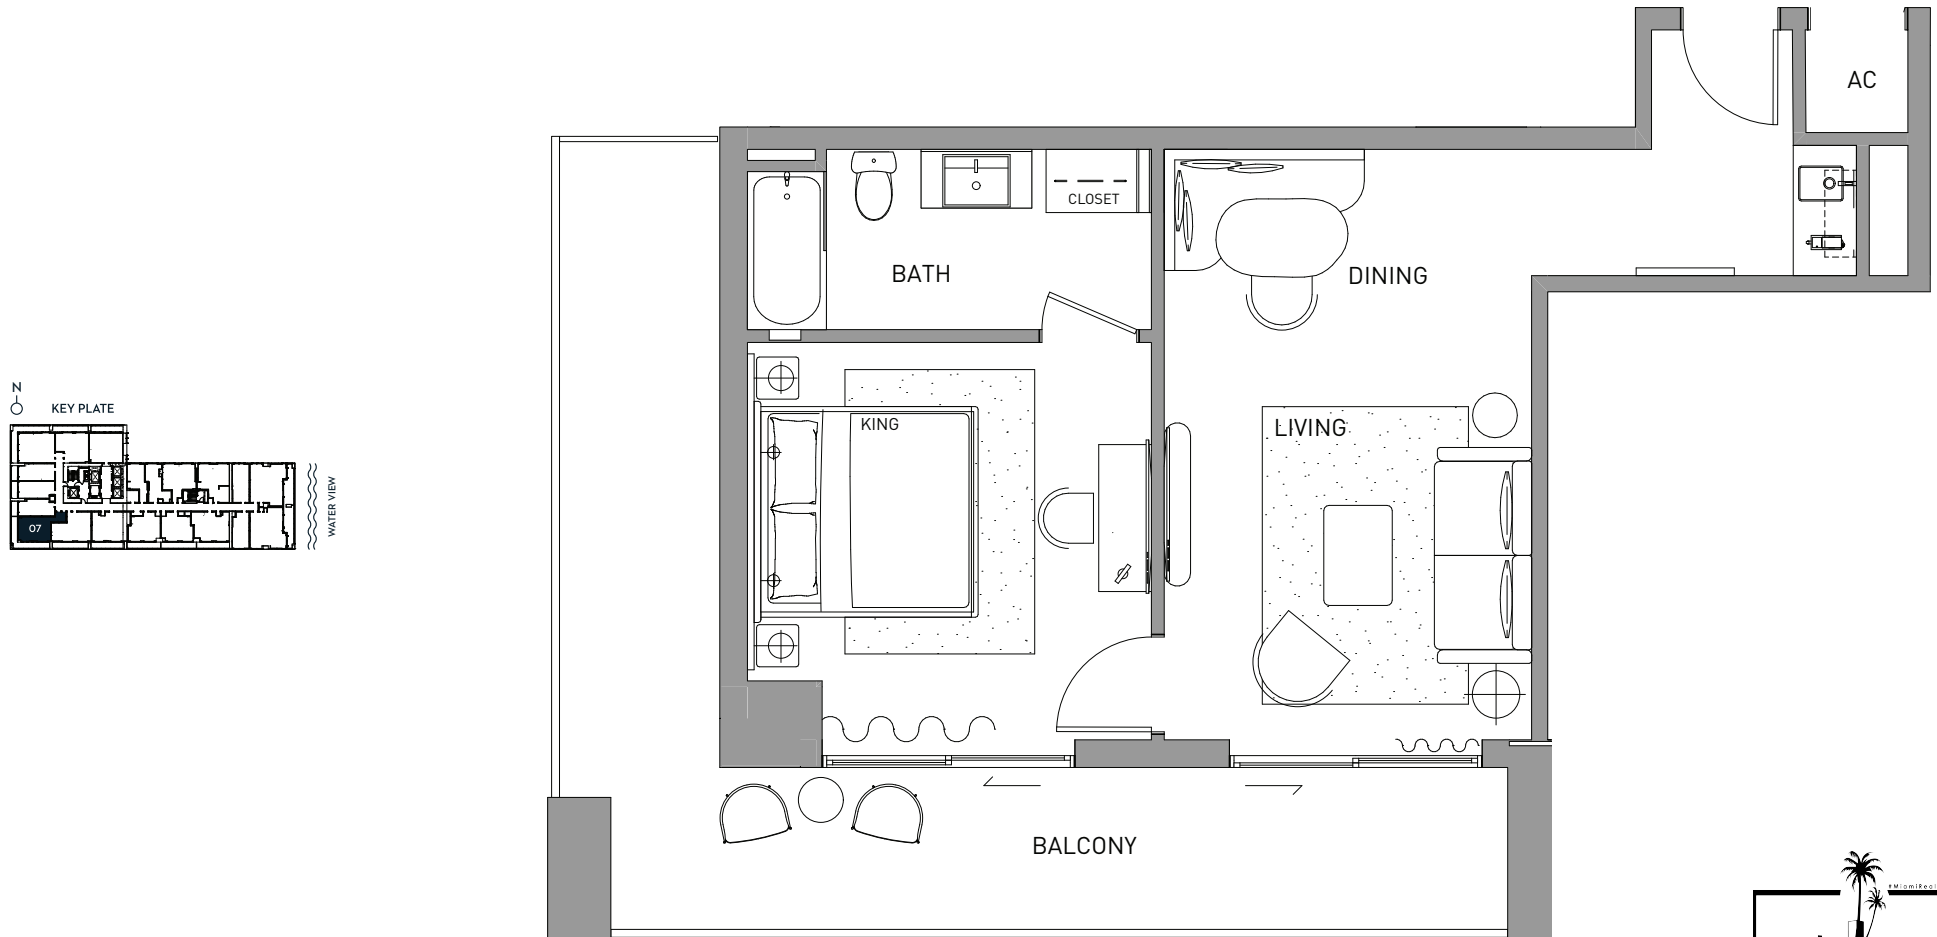 AC
CLOSET
BATH
DINING
N
KEY PLATE
KING
LIVING
07
WATER VIEW
BALCONY